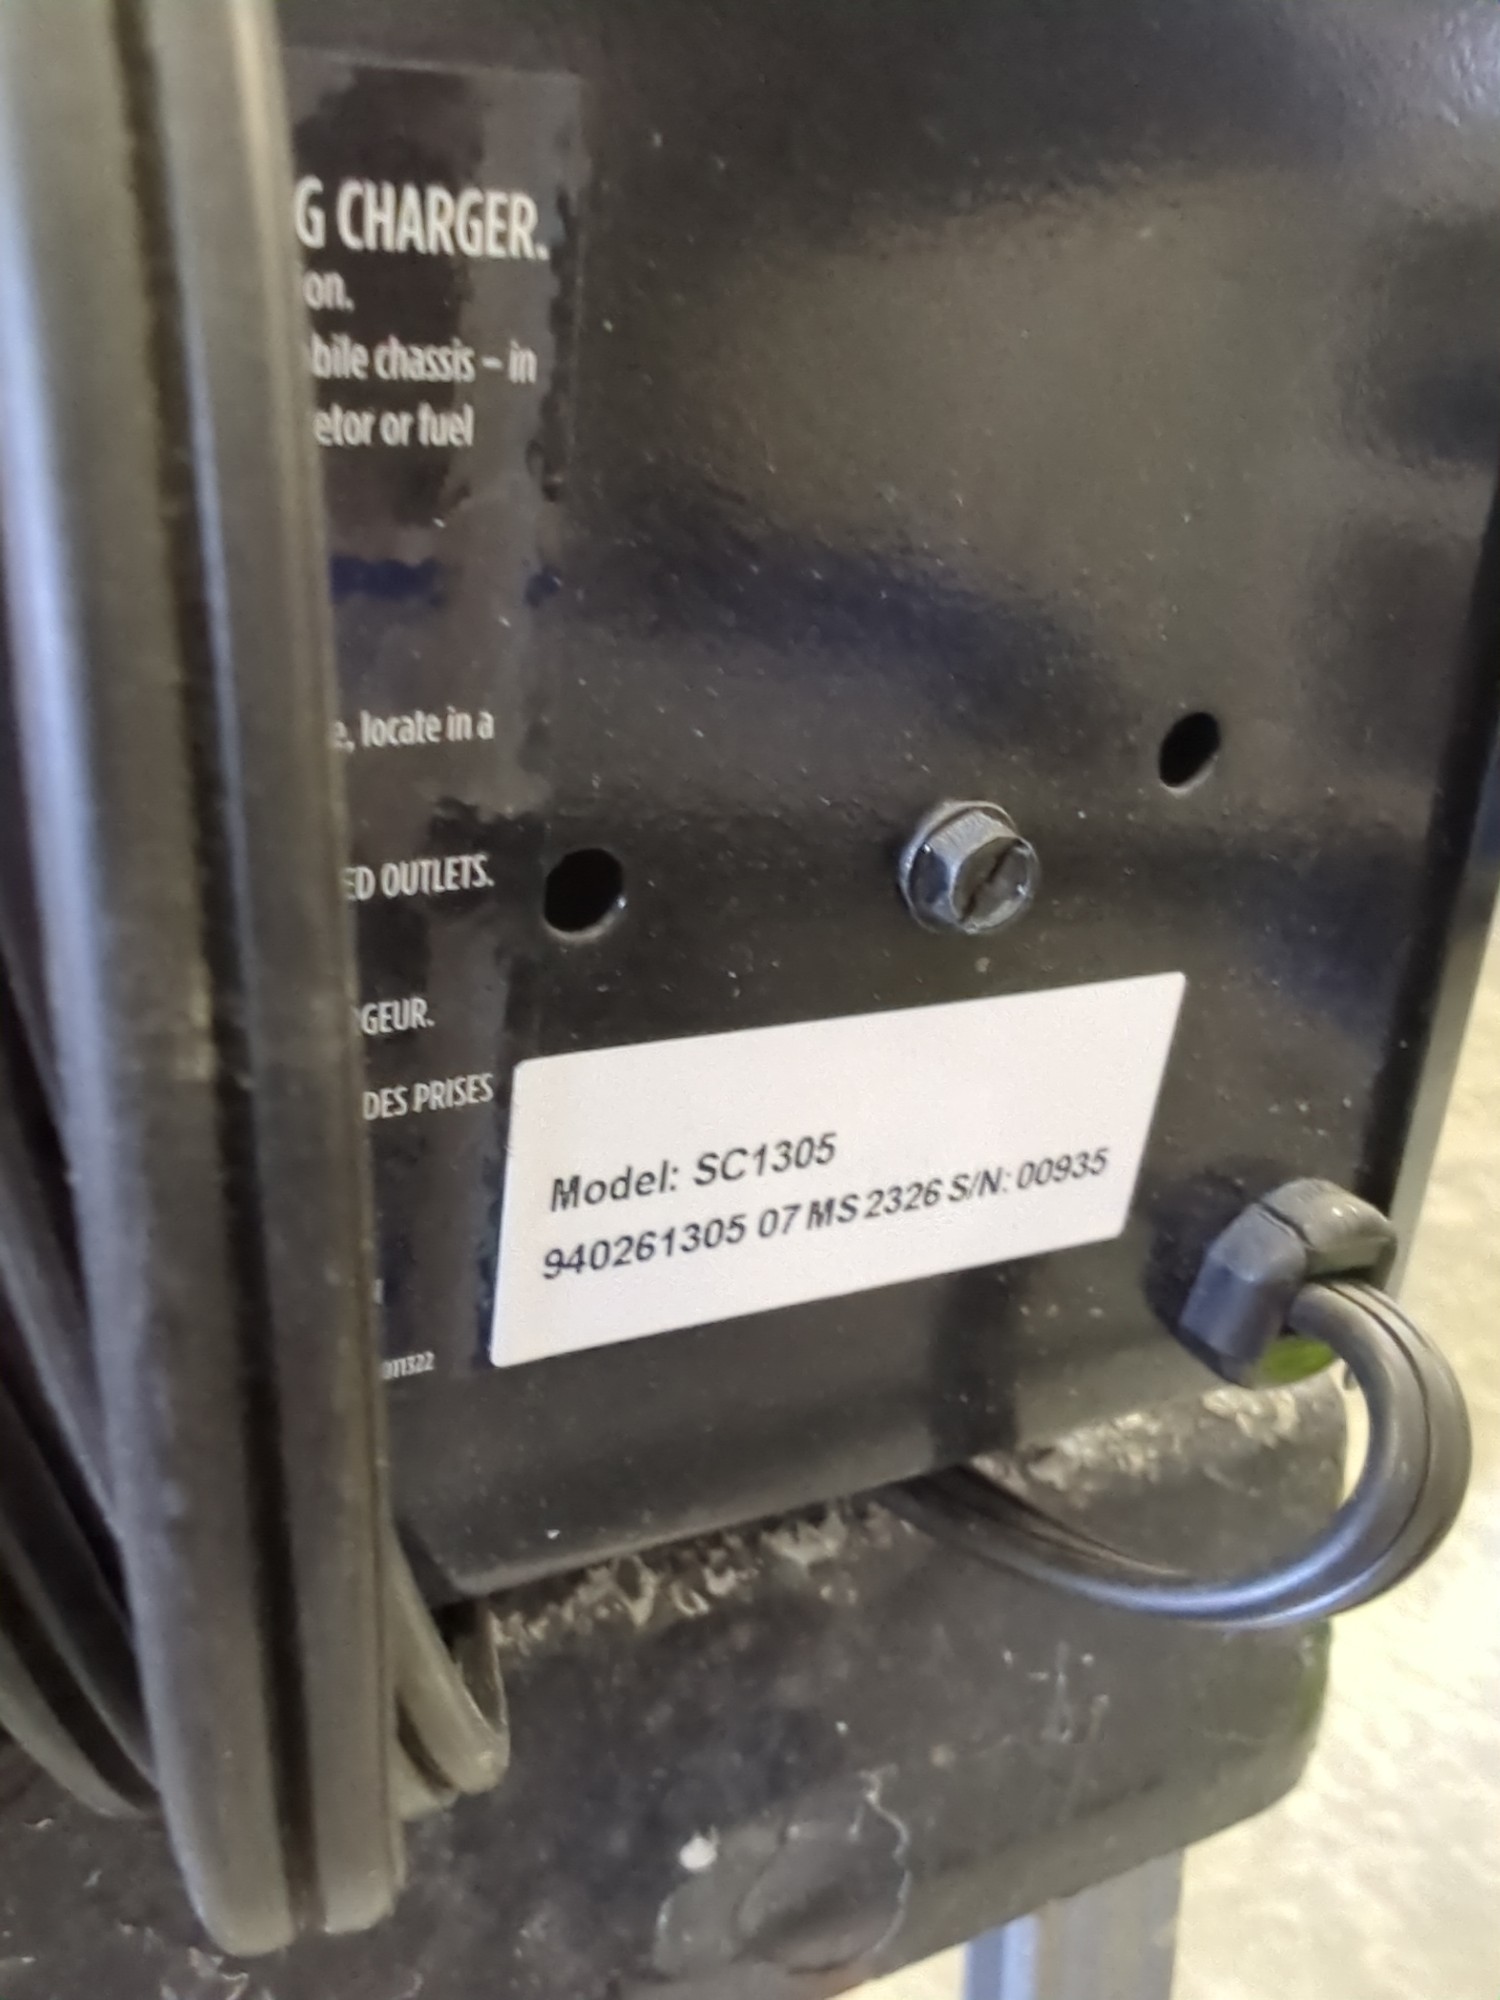 G CHARGER.
on.
bile chassis – in
etor or fuel
e, locate in a
ED OUTLETS.
GEUR.
DES PRISES
011322
Model: SC1305
940261305 07 MS 2326 S/N: 00935